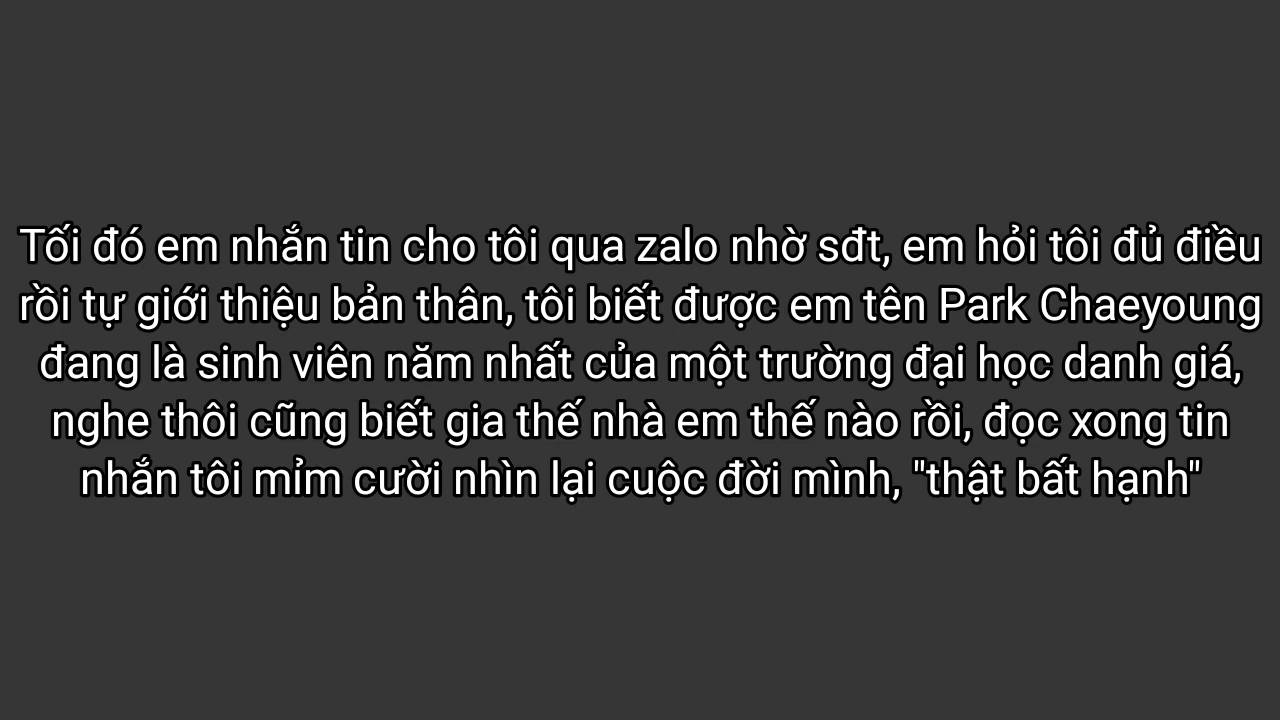 Tối đó em nhắn tin cho tôi qua zalo nhờ sđt, em hỏi tôi đủ điều
rồi tự giới thiệu bản thân, tôi biết được em tên Park Chaeyoung
đang là sinh viên năm nhất của một trường đại học danh giá,
nghe thôi cũng biết gia thế nhà em thế nào rồi, đọc xong tin
nhắn tôi mỉm cười nhìn lại cuộc đời mình, "thật bất hạnh"